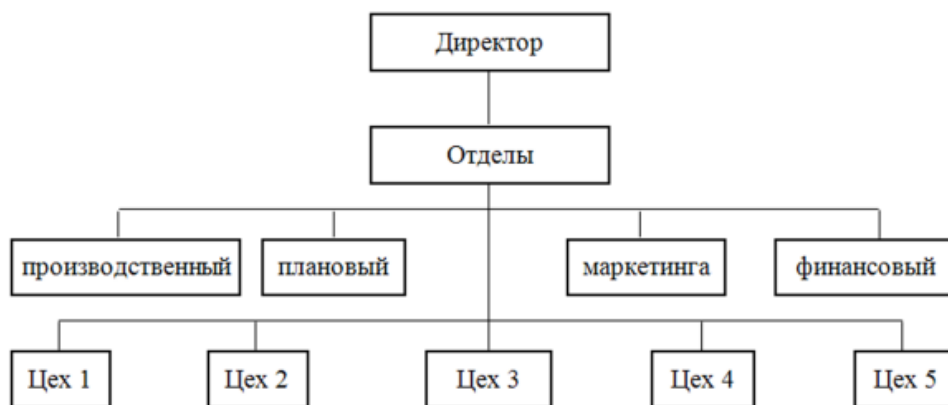 Директор
Отделы
производственный
плановый
маркетинга
финансовый
Цех 1
Цех 2
Цех 3
Цех 4
Цех 5